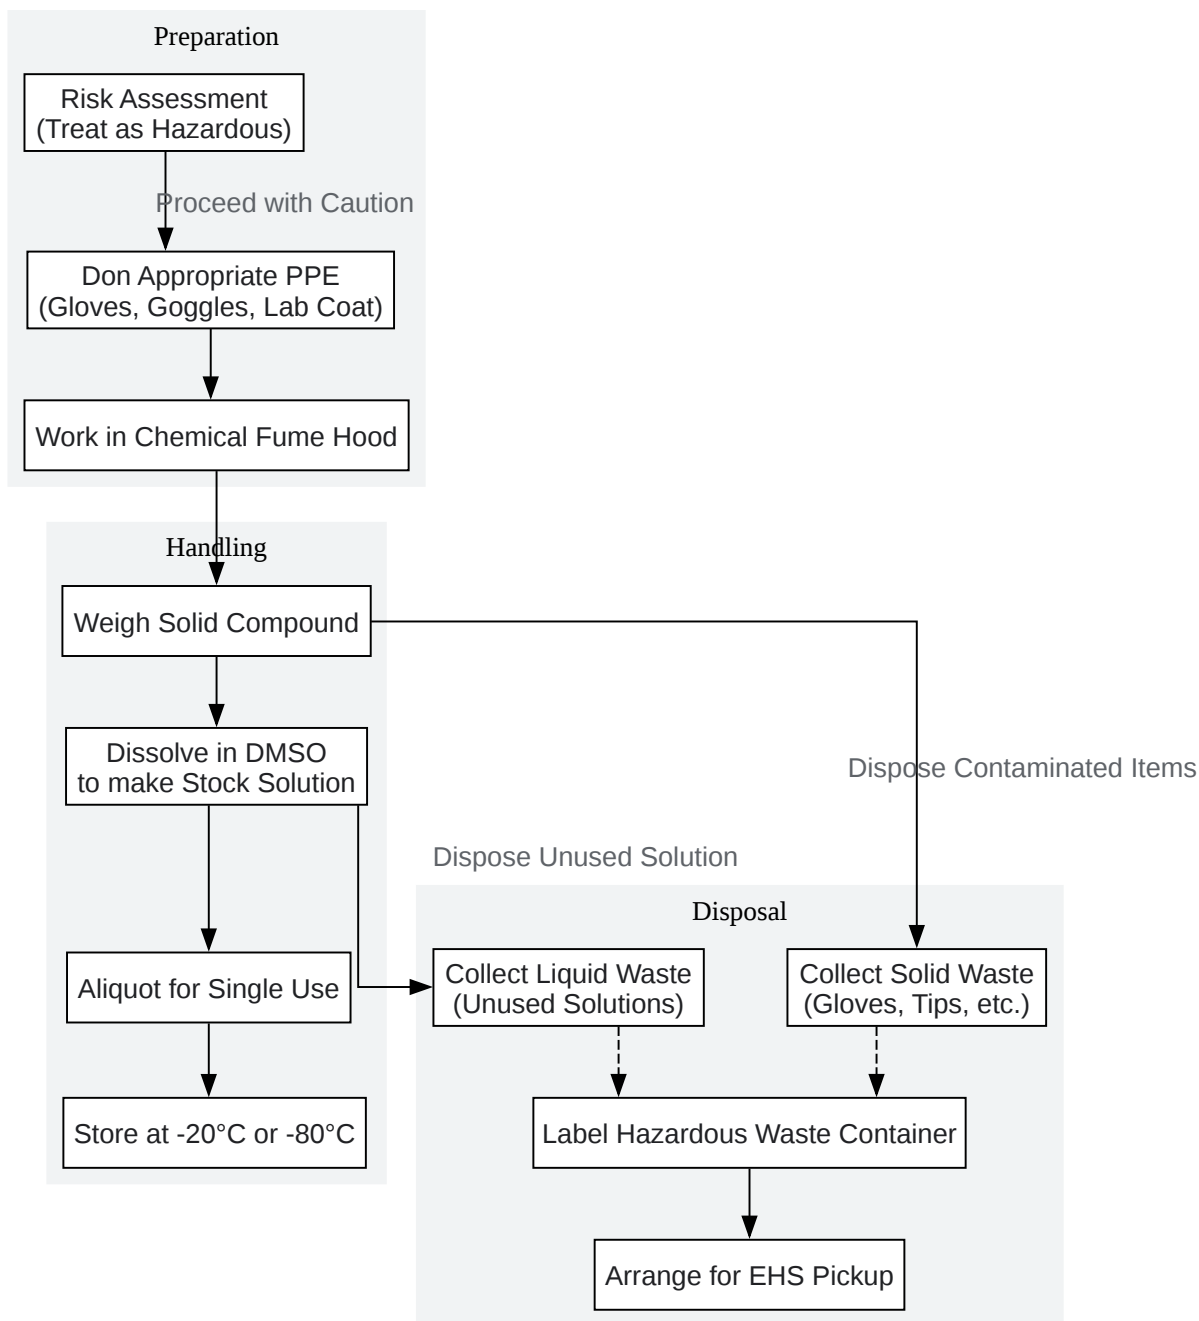 Preparation
Risk Assessment
(Treat as Hazardous)
Proceed with Caution
Don Appropriate PPE
(Gloves, Goggles, Lab Coat)
Work in Chemical Fume Hood
Handling
Weigh Solid Compound
Dissolve in DMSO
to make Stock Solution
Dispose Contaminated Items
Dispose Unused Solution
Disposal
Aliquot for Single Use
Collect Liquid Waste
(Unused Solutions)
Collect Solid Waste
(Gloves, Tips, etc.)
Store at -20°C or -80°C
Label Hazardous Waste Container
Arrange for EHS Pickup